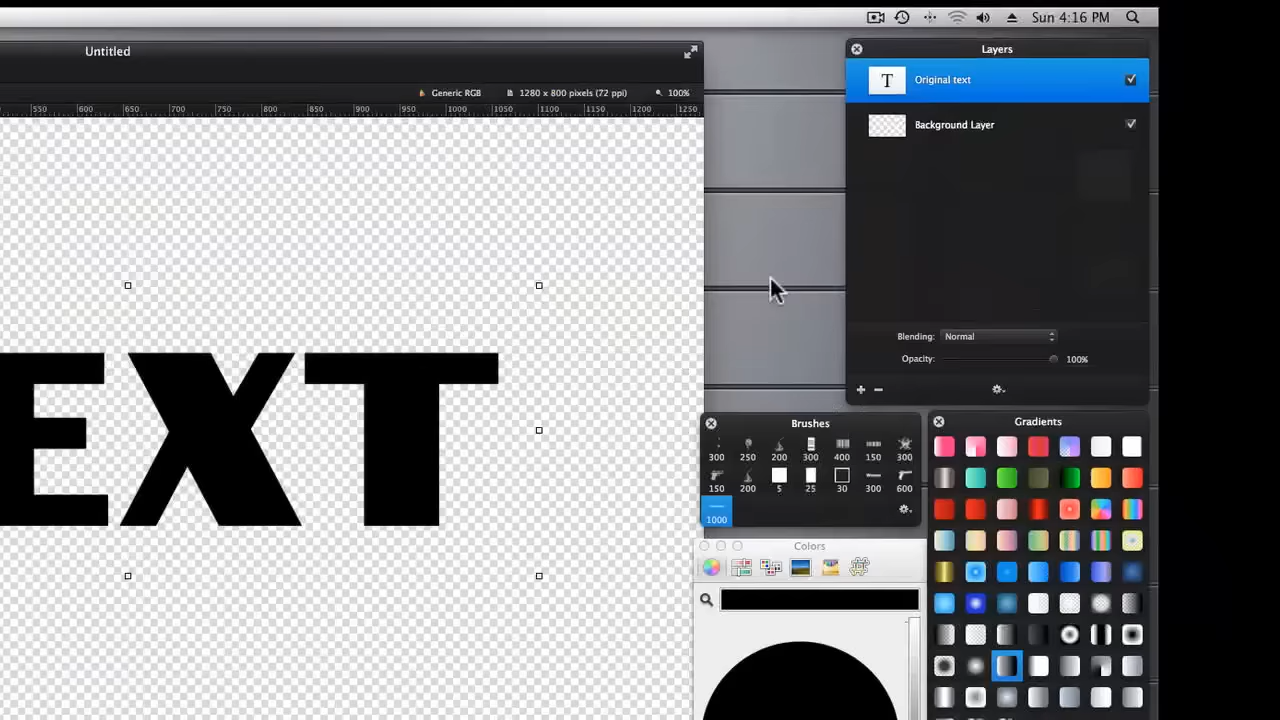 Sun 4:16 PM
Untitled
Generic RGB 1280 x 800 pixels (72 ppi) 100%
550 600 650 700 750 800 850 900 950 1000 1050 1100 1150 1200 1250
EXT
Layers
T Original text
Background Layer
Blending: Normal
Opacity: 100%
Brushes
300 250 200 300 400 150 300
150 200 5 25 30 300 600
1000
Colors
Gradients